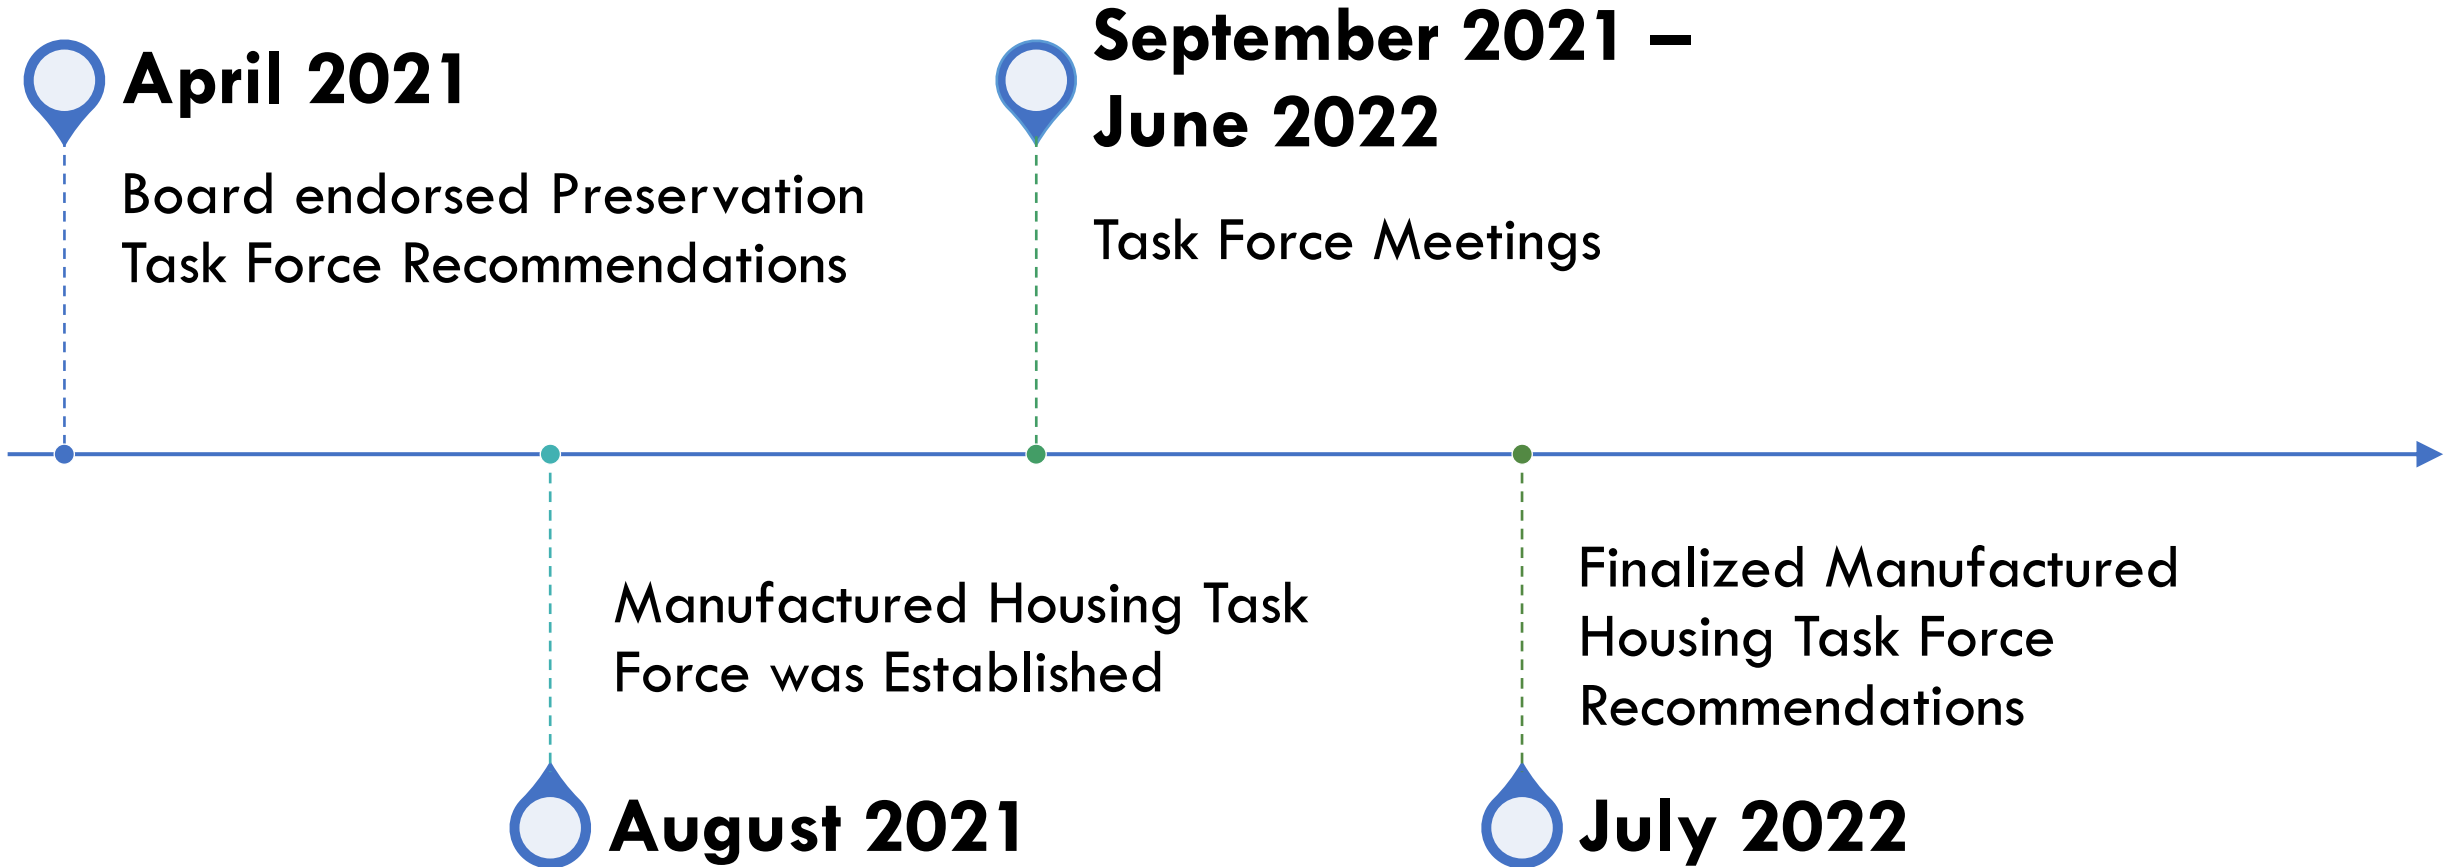 April 2021
Board endorsed Preservation
Task Force Recommendations
Manufactured Housing Task
Force was Established
August 2021
September 2021 –
June 2022
Task Force Meetings
Finalized Manufactured
Housing Task Force
Recommendations
July 2022